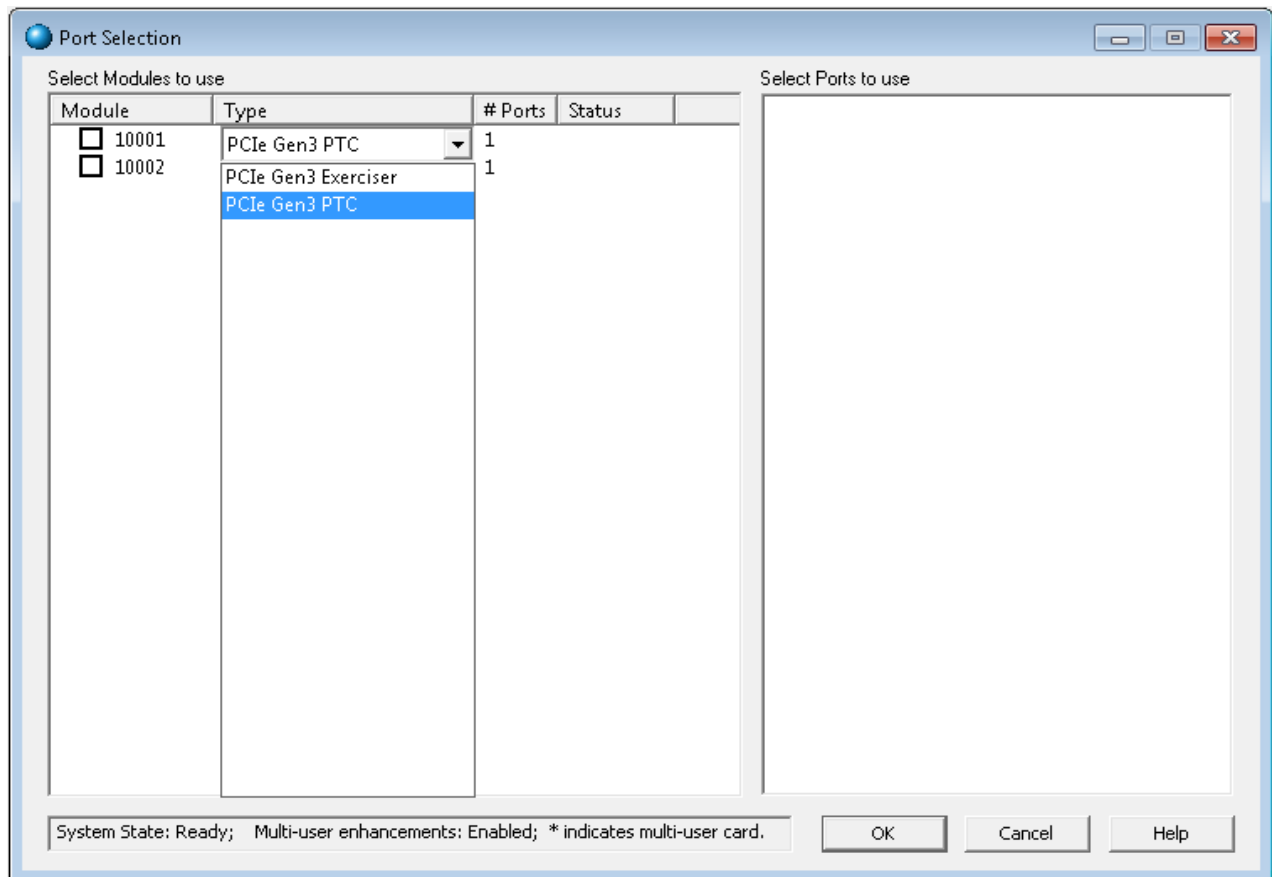 Port Selection
Select Modules to use
Select Ports to use
Module Type # Ports Status
10001 PCIe Gen3 PTC 1
10002 1
PCIe Gen3 Exerciser
PCIe Gen3 PTC
System State: Ready; Multi-user enhancements: Enabled; * indicates multi-user card.
OK Cancel Help